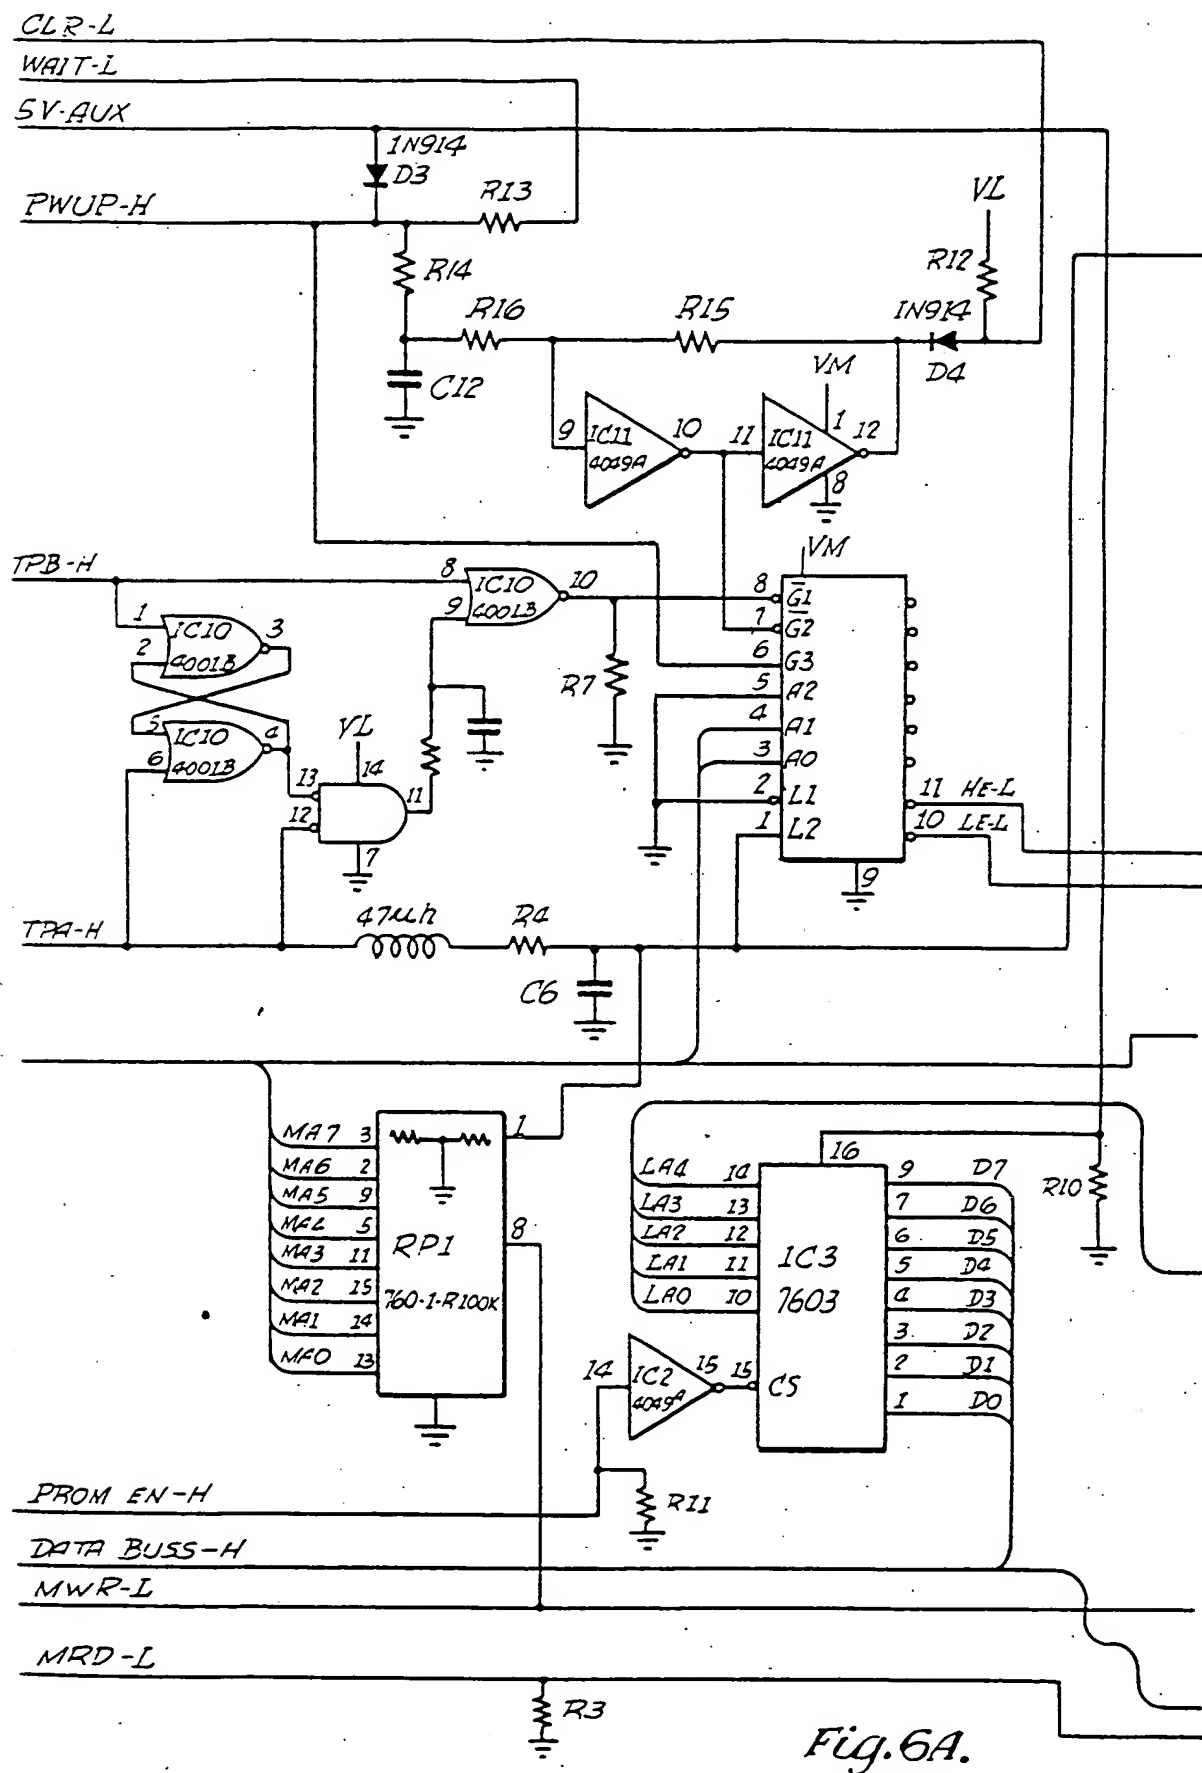 CLR-L
WAIT-L
5V-AUX
1N914
D3
PWUP-H
R13
VL
R14
R12
R16
R15
1N914
D4
C12
VM
9
IC11
4049A
10
11
IC11
4049A
1
12
8
VM
TPB-H
8
IC10
10
9
4001B
1
IC10
3
2
4001B
5
IC10
4
6
4001B
R7
VL
13
14
11
12
7
8 G1
7 G2
6 G3
5 A2
4 A1
3 A0
2 L1
1 L2
11 HE-L
10 LE-L
9
TPA-H
47µh
R4
C6
MA7 3
MA6 2
MA5 9
MA4 5
MA3 11
MA2 15
MA1 14
MA0 13
1
8
RP1
760-1-R100K
16
LA4 14
LA3 13
LA2 12
LA1 11
LA0 10
IC3
7603
9 D7
7 D6
6 D5
5 D4
4 D3
3 D2
2 D1
1 D0
R10
14
IC2
4049A
15
15
CS
R11
PROM EN-H
DATA BUSS-H
MWR-L
MRD-L
R3
Fig.6A.